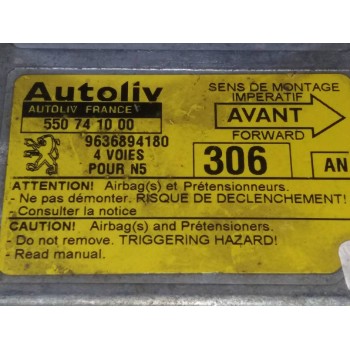 Autoliv
AUTOLIV FRANCE
550 74 10 00
9636894180
4 VOIES
POUR N5
SENS DE MONTAGE
IMPERATIF
AVANT
FORWARD
306
AN
ATTENTION! Airbag(s) et Prétensionneurs.
- Ne pas démonter. RISQUE DE DECLENCHEMENT!
- Consulter la notice
CAUTION! Airbag(s) and Pretensioners.
- Do not remove. TRIGGERING HAZARD!
- Read manual.